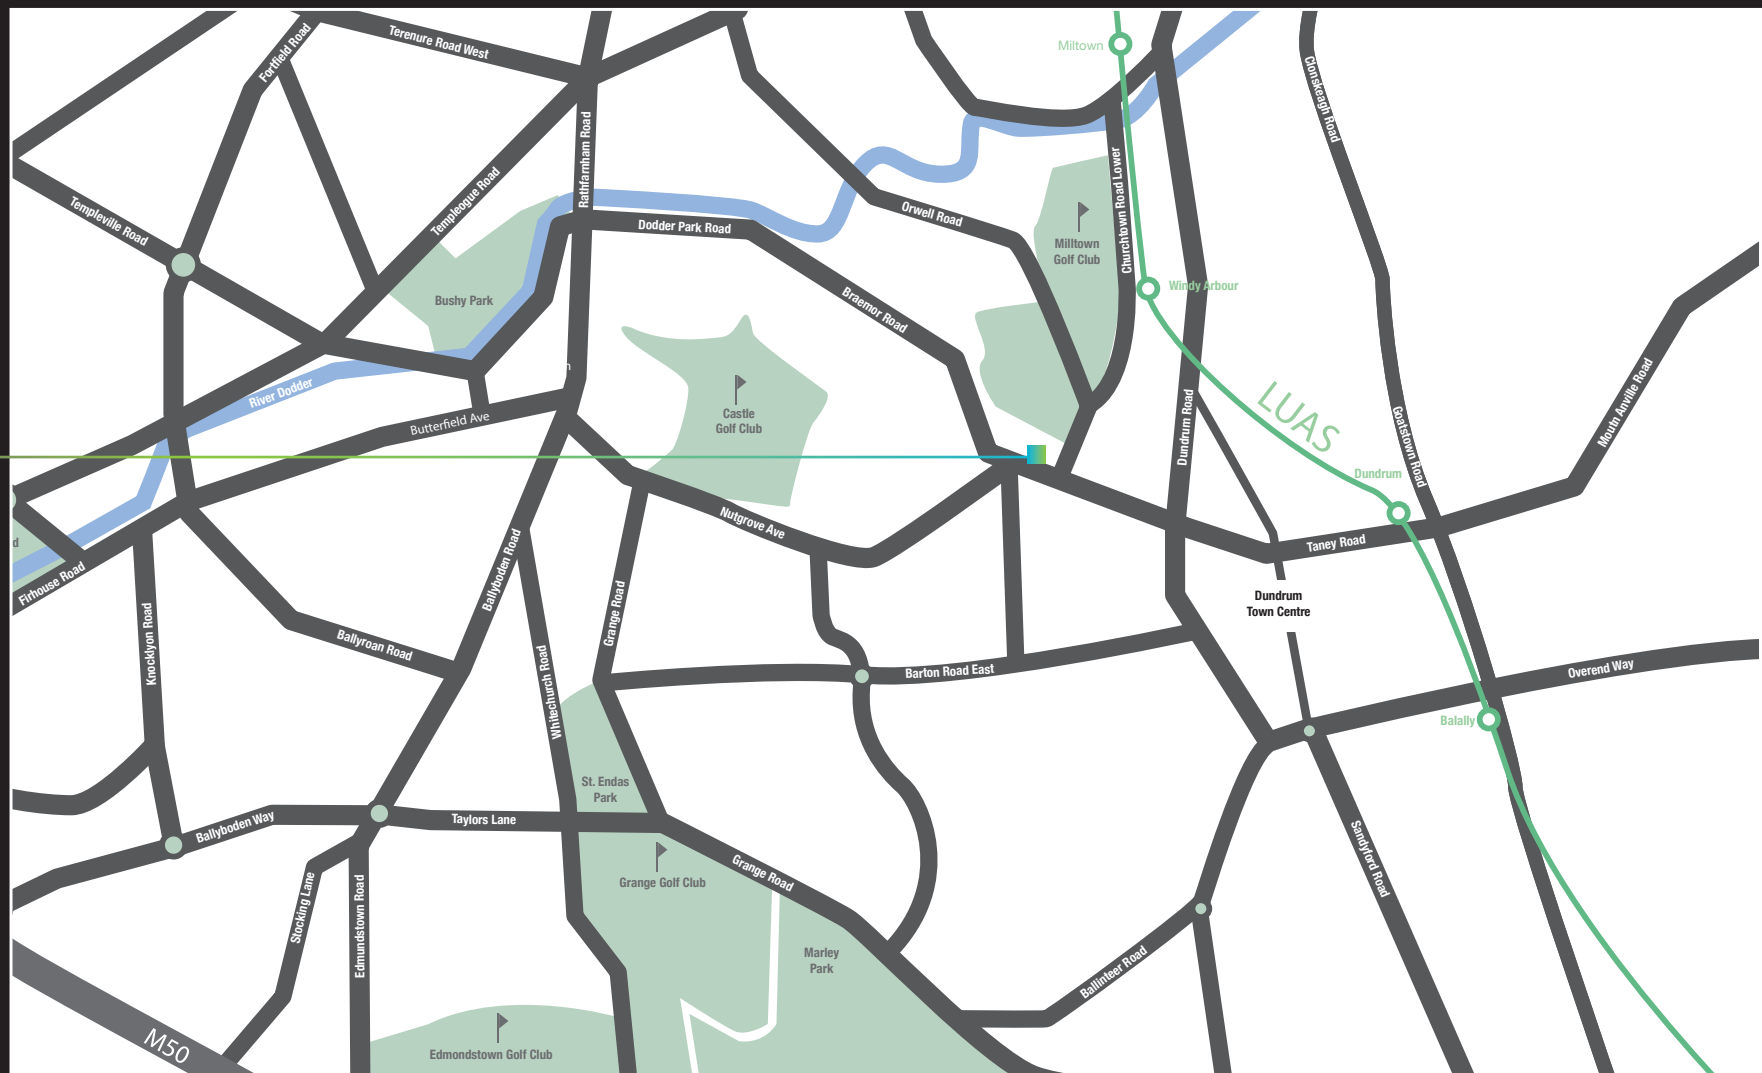 Terenure Road West
Fortfield Road
Miltown
Clonskeagh Road
Rathfarnham Road
Templeogue Road
Templeville Road
Churchtown Road Lower
Orwell Road
Dodder Park Road
Milltown
Golf Club
Windy Arbour
Bushy Park
Braemor Road
River Dodder
Butterfield Ave
Castle
Golf Club
Dundrum Road
LUAS
Goatstown Road
Moutn Anville Road
Dundrum
Nutgrove Ave
Taney Road
d
n
Firhouse Road
Ballyboden Road
Dundrum
Town Centre
Grange Road
Knocklyon Road
Ballyroan Road
Whitechurch Road
Barton Road East
Overend Way
Balally
St. Endas
Park
Ballyboden Way
Taylors Lane
Sandyford Road
Grange Road
Grange Golf Club
Stocking Lane
Edmundstown Road
Marley
Park
Ballinteer Road
M50
Edmondstown Golf Club